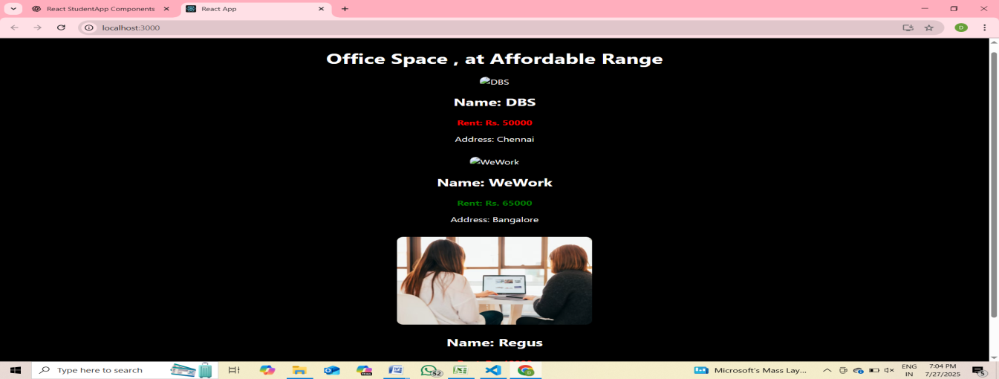 React StudentApp Components
React App
localhost:3000
D
Office Space , at Affordable Range
DBS
Name: DBS
Rent: Rs. 50000
Address: Chennai
WeWork
Name: WeWork
Rent: Rs. 65000
Address: Bangalore
Name: Regus
Type here to search
52
Microsoft's Mass Lay...
ENG
IN
7:04 PM
7/27/2025
5